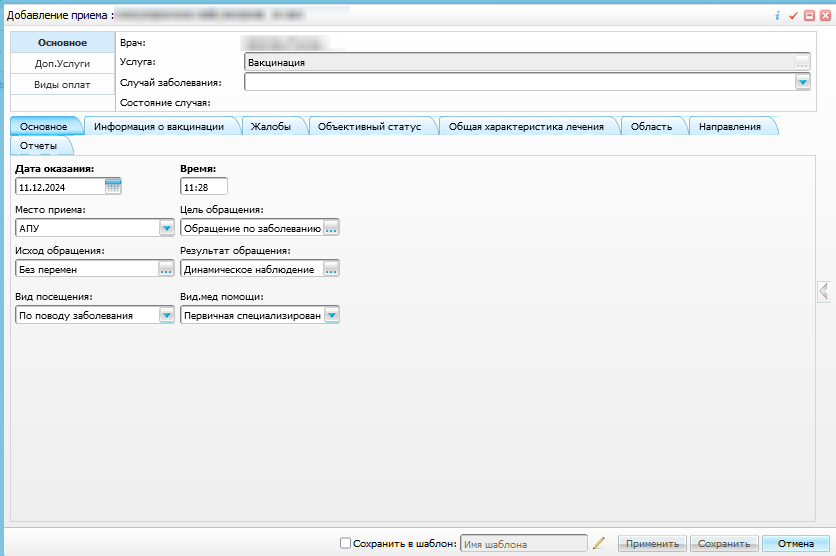 Добавление приема :
Основное
Доп.Услуги
Виды оплат
Врач:
Услуга: Вакцинация ...
Случай заболевания:
Состояние случая:
Основное Информация о вакцинации Жалобы Объективный статус Общая характеристика лечения Область Направления
Отчеты
Дата оказания: Время:
11.12.2024 11:28
Место приема: Цель обращения:
АПУ Обращение по заболеванию ...
Исход обращения: Результат обращения:
Без перемен ... Динамическое наблюдение ...
Вид посещения: Вид.мед помощи:
По поводу заболевания Первичная специализирован
Сохранить в шаблон: Имя шаблона Применить Сохранить Отмена